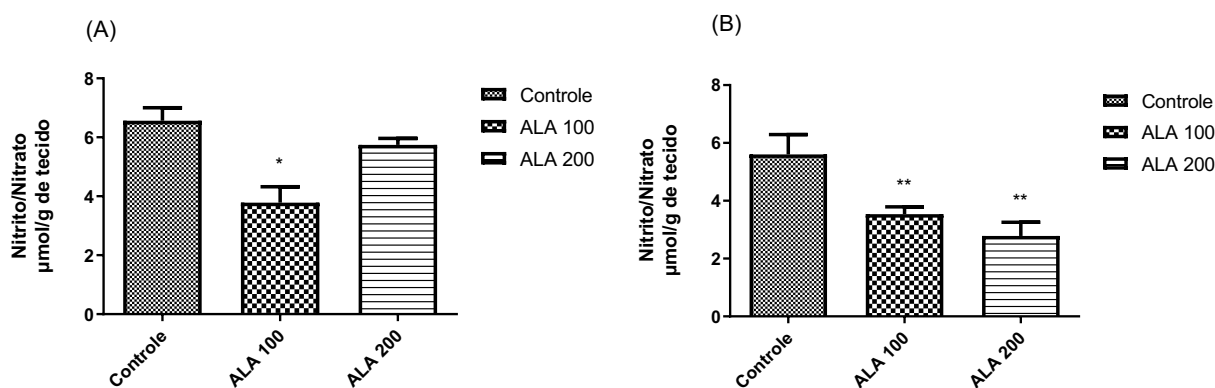 (A)
Nitrito/Nitrato
µmol/g de tecido
8
6
4
2
0
*
Controle
ALA 100
ALA 200
Controle
ALA 100
ALA 200
(B)
Nitrito/Nitrato
µmol/g de tecido
8
6
4
2
0
**
**
Controle
ALA 100
ALA 200
Controle
ALA 100
ALA 200